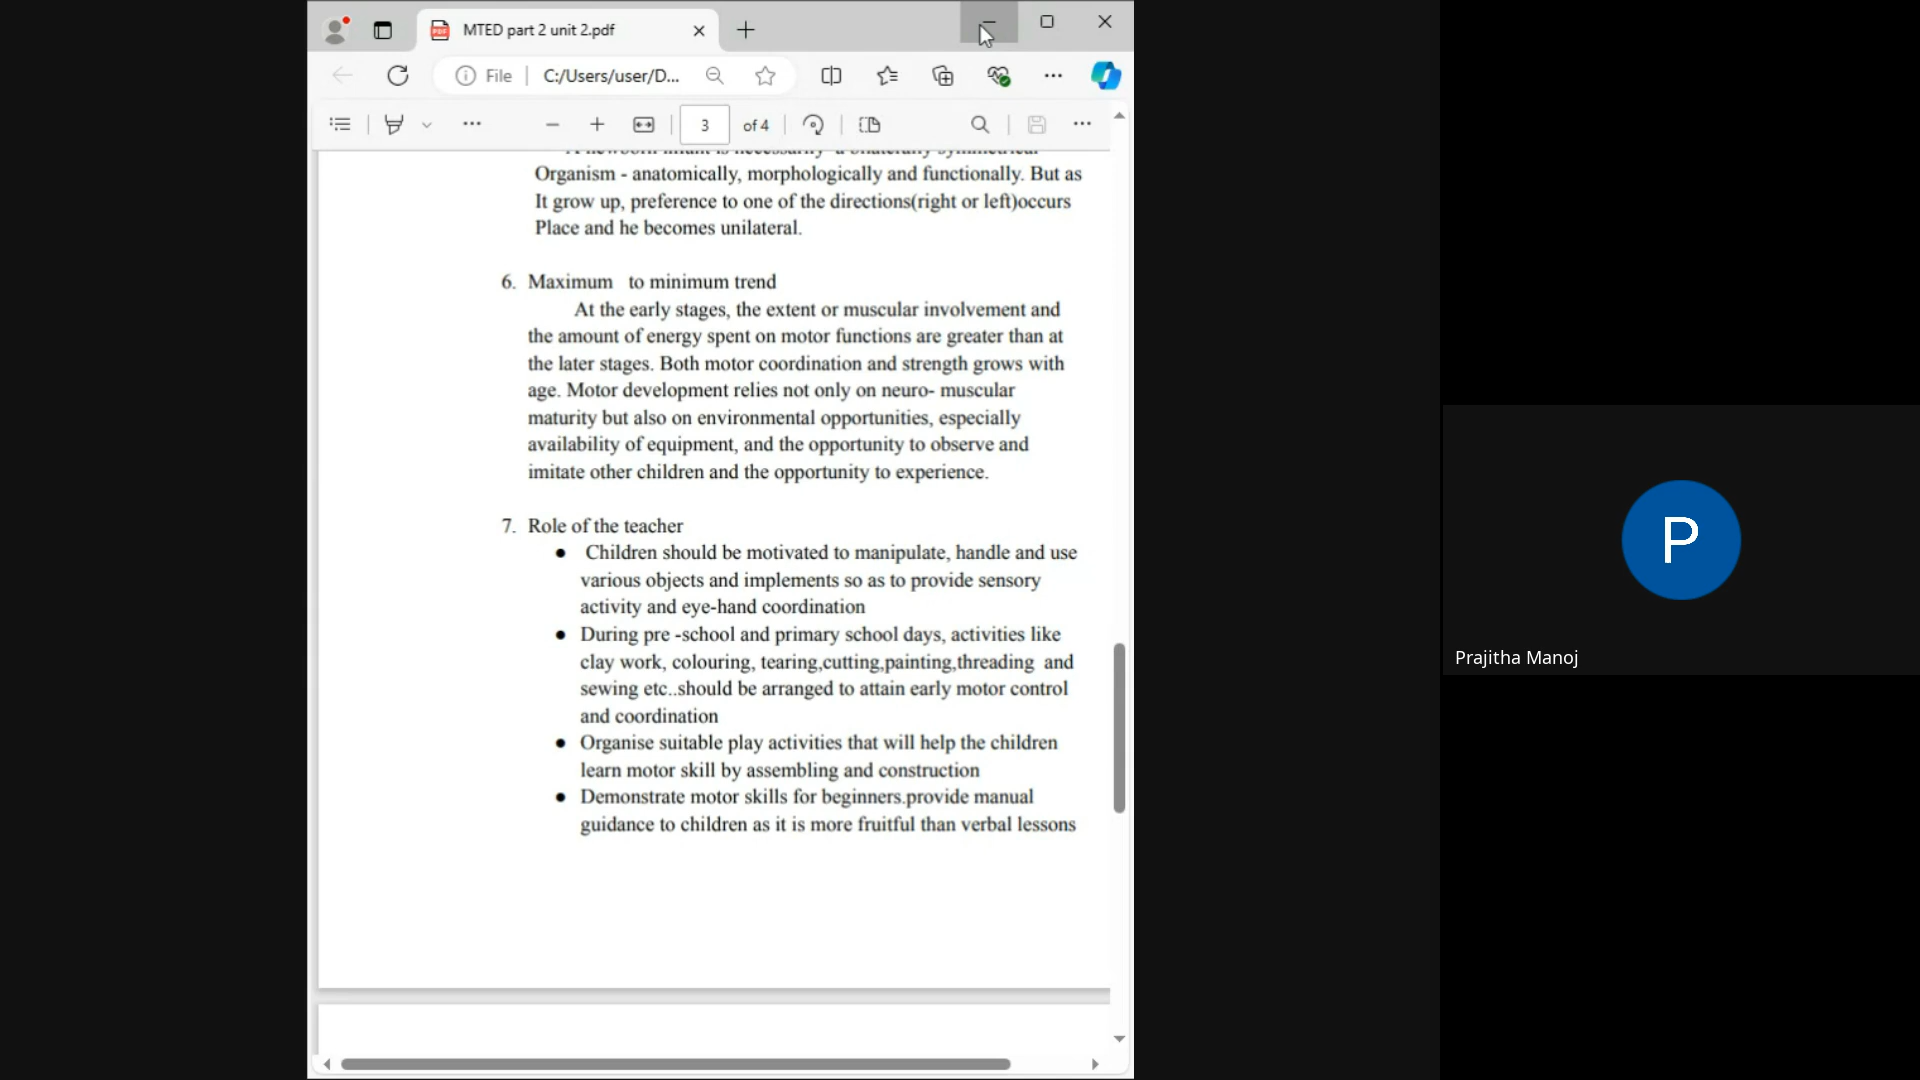 MTED part 2 unit 2.pdf
File
C:/Users/user/D...
3 of 4
A newborn infant is necessarily a bilaterally symmetrical
Organism - anatomically, morphologically and functionally. But as
It grow up, preference to one of the directions(right or left)occurs
Place and he becomes unilateral.
6. Maximum to minimum trend
At the early stages, the extent or muscular involvement and
the amount of energy spent on motor functions are greater than at
the later stages. Both motor coordination and strength grows with
age. Motor development relies not only on neuro- muscular
maturity but also on environmental opportunities, especially
availability of equipment, and the opportunity to observe and
imitate other children and the opportunity to experience.
7. Role of the teacher
● Children should be motivated to manipulate, handle and use
various objects and implements so as to provide sensory
activity and eye-hand coordination
● During pre -school and primary school days, activities like
clay work, colouring, tearing,cutting,painting,threading and
sewing etc..should be arranged to attain early motor control
and coordination
● Organise suitable play activities that will help the children
learn motor skill by assembling and construction
● Demonstrate motor skills for beginners.provide manual
guidance to children as it is more fruitful than verbal lessons
P
Prajitha Manoj